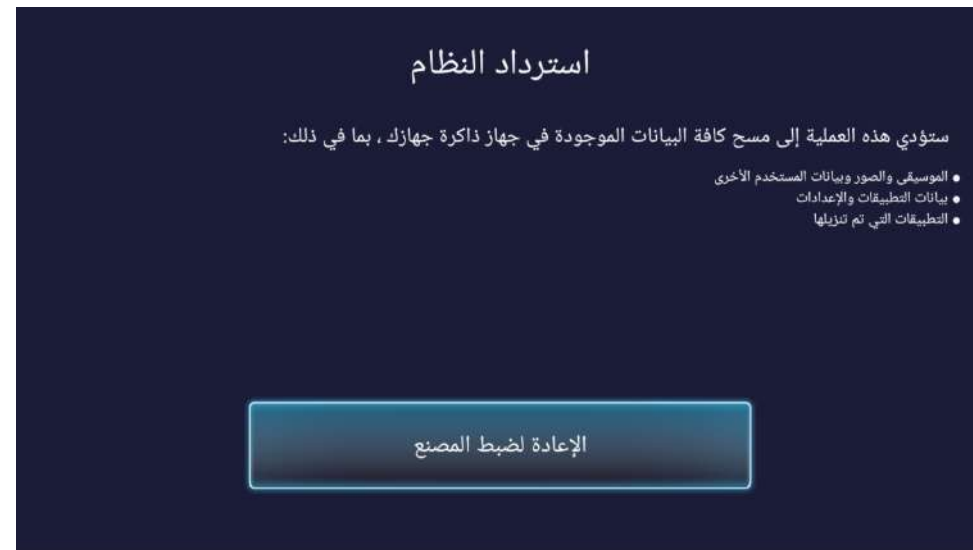 استرداد النظام
ستؤدي هذه العملية إلى مسح كافة البيانات الموجودة في جهاز ذاكرة جهازك ، بما في ذلك:
● الموسيقى والصور وبيانات المستخدم الأخرى
● بيانات التطبيقات والإعدادات
● التطبيقات التي تم تنزيلها
الإعادة لضبط المصنع